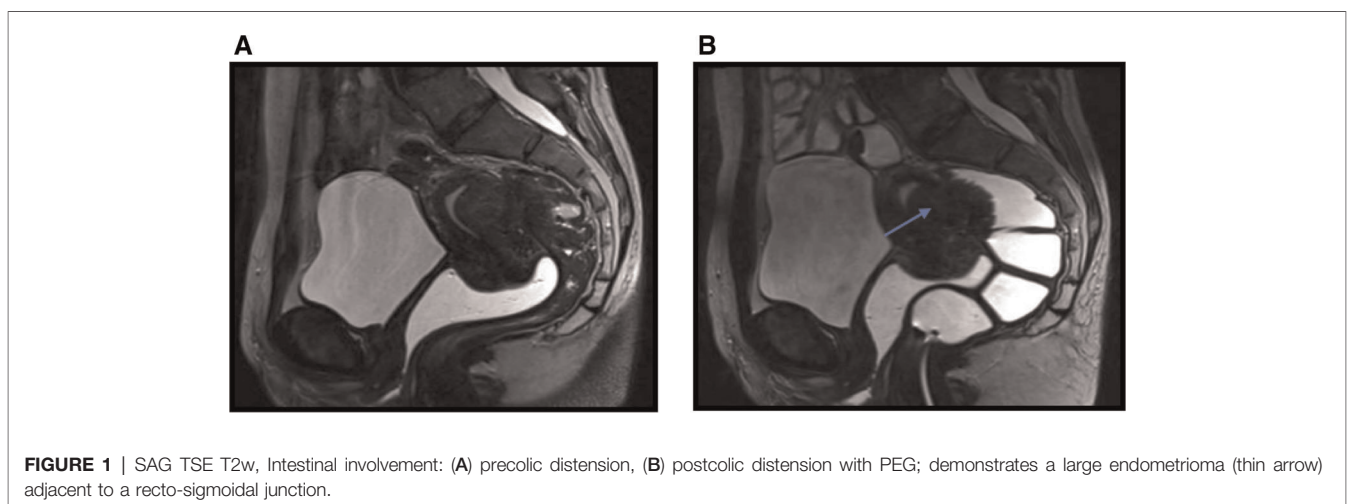 A
B
FIGURE 1 | SAG TSE T2w, Intestinal involvement: (A) precolic distension, (B) postcolic distension with PEG; demonstrates a large endometrioma (thin arrow)
adjacent to a recto-sigmoidal junction.